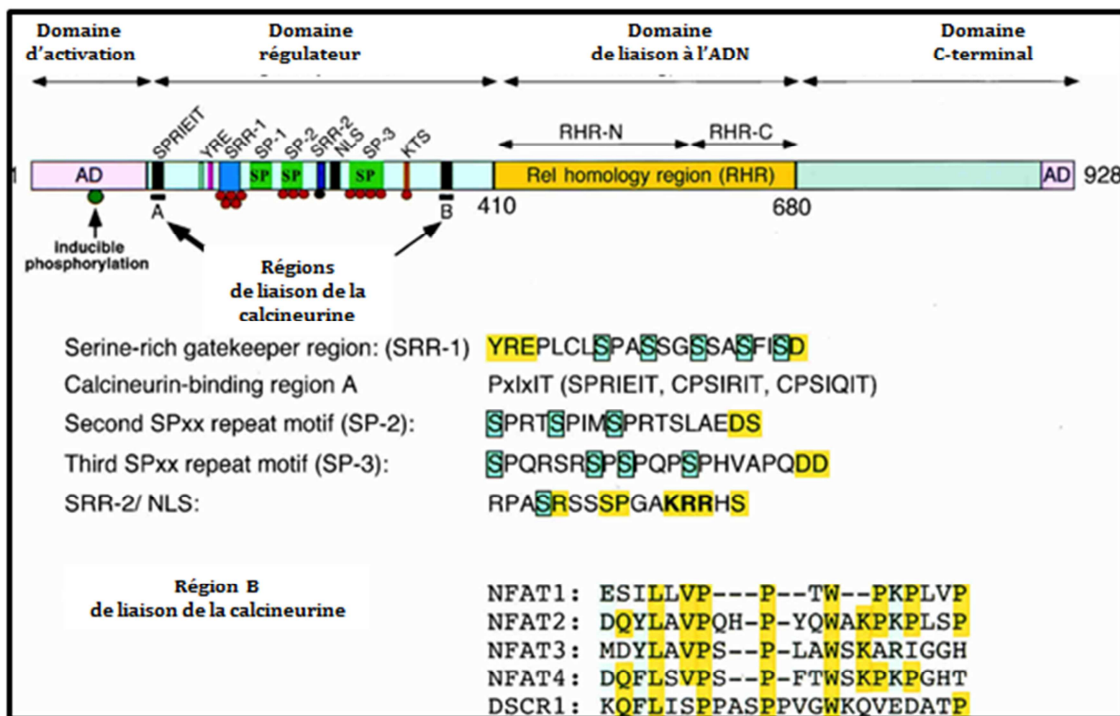 Domaine
d'activation
Domaine
régulateur
Domaine
de liaison à l'ADN
Domaine
C-terminal
SPRIEIT
YRE
SRR-1
SP-1
SP-2
SRR-2
NLS
SP-3
KTS
RHR-N
RHR-C
1
AD
SP
SP
SP
Rel homology region (RHR)
AD
928
A
B
410
680
Inducible
phosphorylation
Régions
de liaison de la
calcineurine
Serine-rich gatekeeper region: (SRR-1) YREPLCLSPASSGSSASFISD
Calcineurin-binding region A PxIxIT (SPRIEIT, CPSIRIT, CPSIQIT)
Second SPxx repeat motif (SP-2): SPRTSPIMSPRTSLAEDS
Third SPxx repeat motif (SP-3): SPQRSRSPSPQPSPHVAPQDD
SRR-2/ NLS: RPASRSSSPGAKRRHS
Région B
de liaison de la calcineurine
NFAT1: ESILLVP---P--TW--PKPLVP
NFAT2: DQYLAVPQH-P-YQWAKPKPLSP
NFAT3: MDYLAVPS--P-LAWSKARIGGH
NFAT4: DQFLSVPS--P-FTWSKPKPGHT
DSCR1: KQFLISPPASPPVGWKQVEDATP